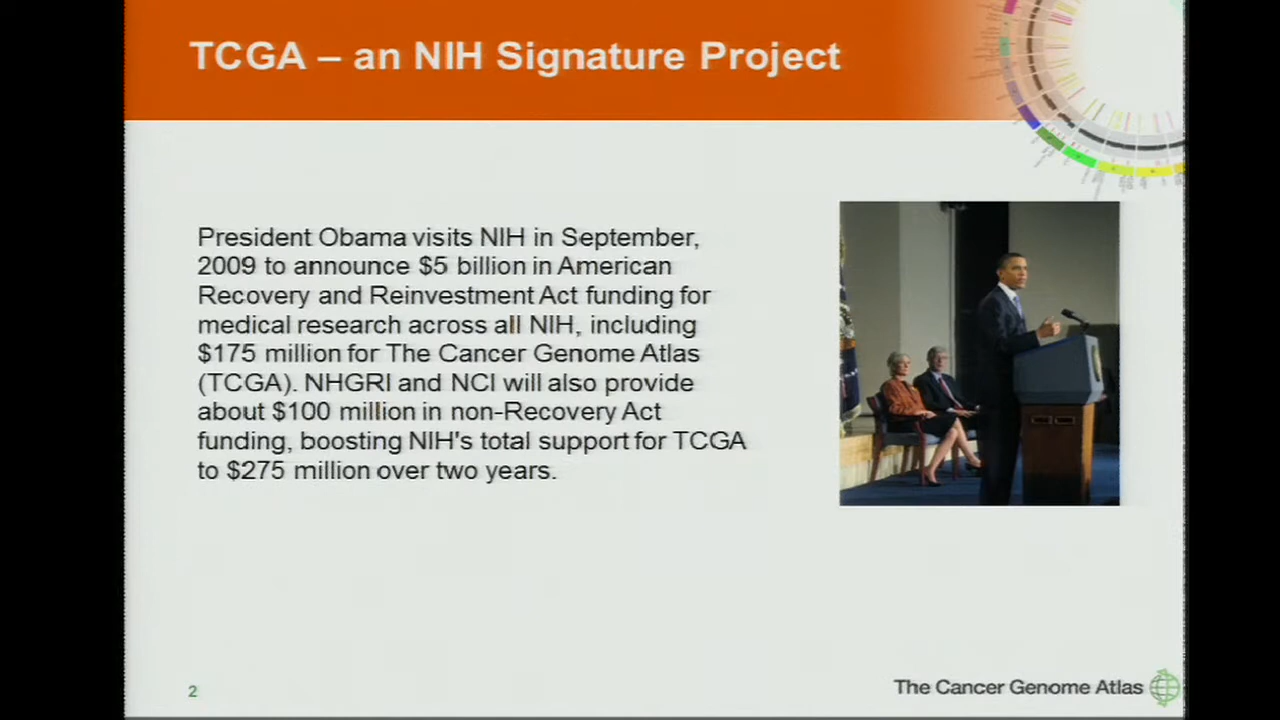 TCGA – an NIH Signature Project
President Obama visits NIH in September,
2009 to announce $5 billion in American
Recovery and Reinvestment Act funding for
medical research across all NIH, including
$175 million for The Cancer Genome Atlas
(TCGA). NHGRI and NCI will also provide
about $100 million in non-Recovery Act
funding, boosting NIH's total support for TCGA
to $275 million over two years.
2
The Cancer Genome Atlas